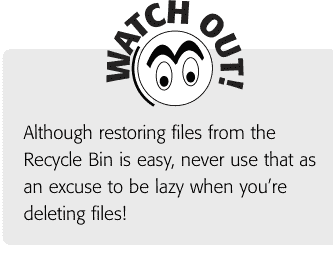 WATCH OUT!
Although restoring files from the
Recycle Bin is easy, never use that as
an excuse to be lazy when you're
deleting files!